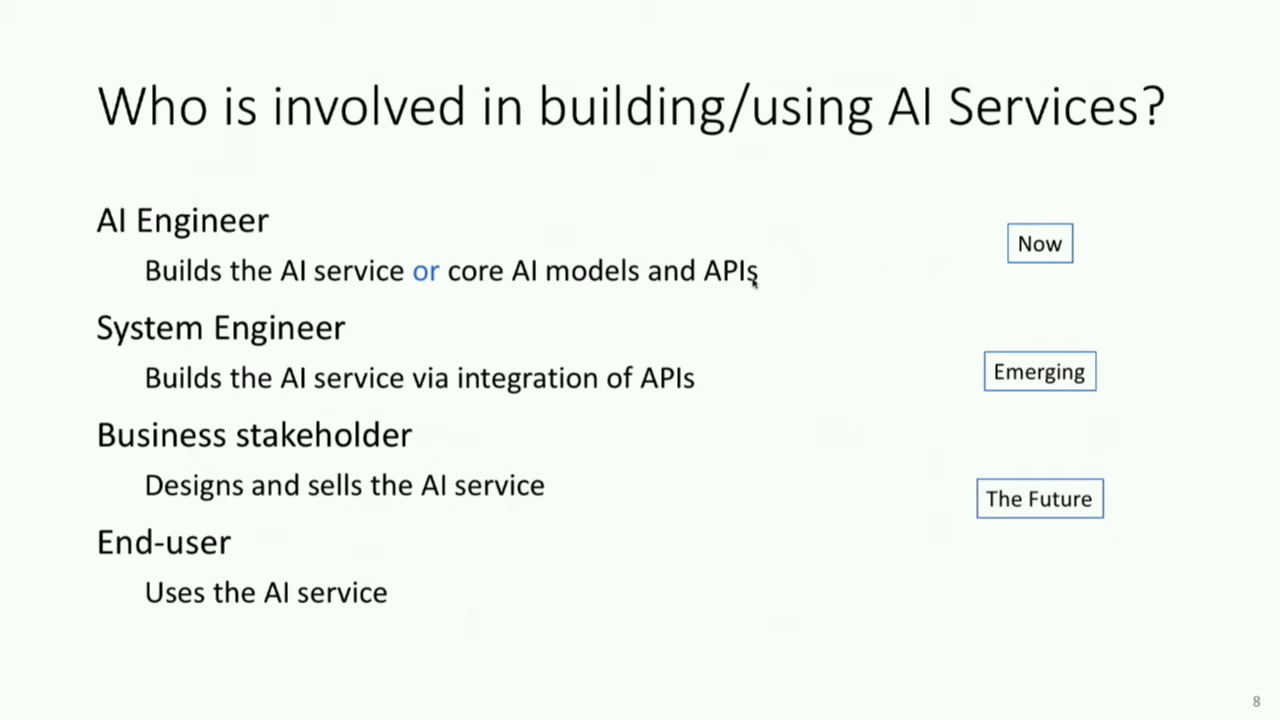 Who is involved in building/using AI Services?
AI Engineer
Builds the AI service or core AI models and APIs
System Engineer
Builds the AI service via integration of APIs
Business stakeholder
Designs and sells the AI service
End-user
Uses the AI service
Now
Emerging
The Future
8